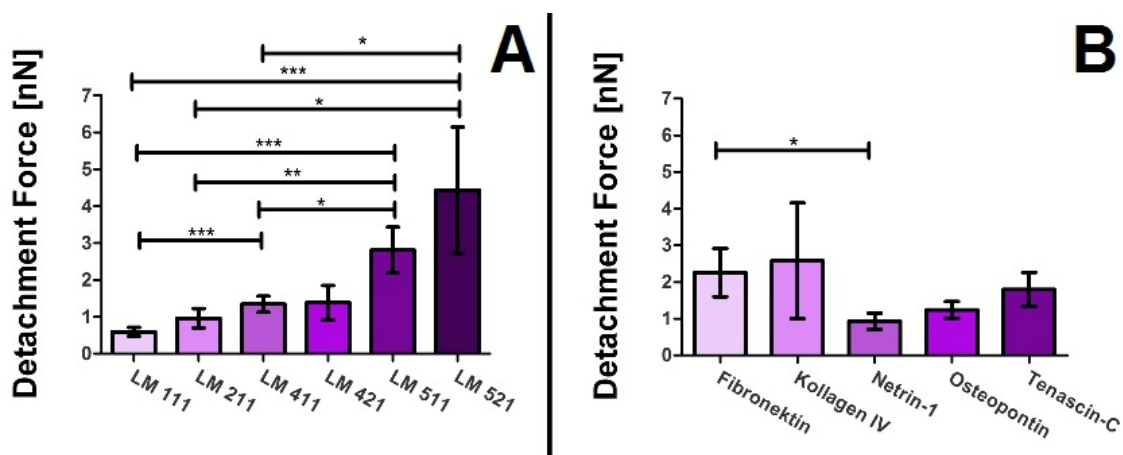 A
Detachment Force [nN]
7
6
5
4
3
2
1
0
*
***
*
***
**
*
***
LM 111
LM 211
LM 411
LM 421
LM 511
LM 521
B
Detachment Force [nN]
7
6
5
4
3
2
1
0
*
Fibronektin
Kollagen IV
Netrin-1
Osteopontin
Tenascin-C